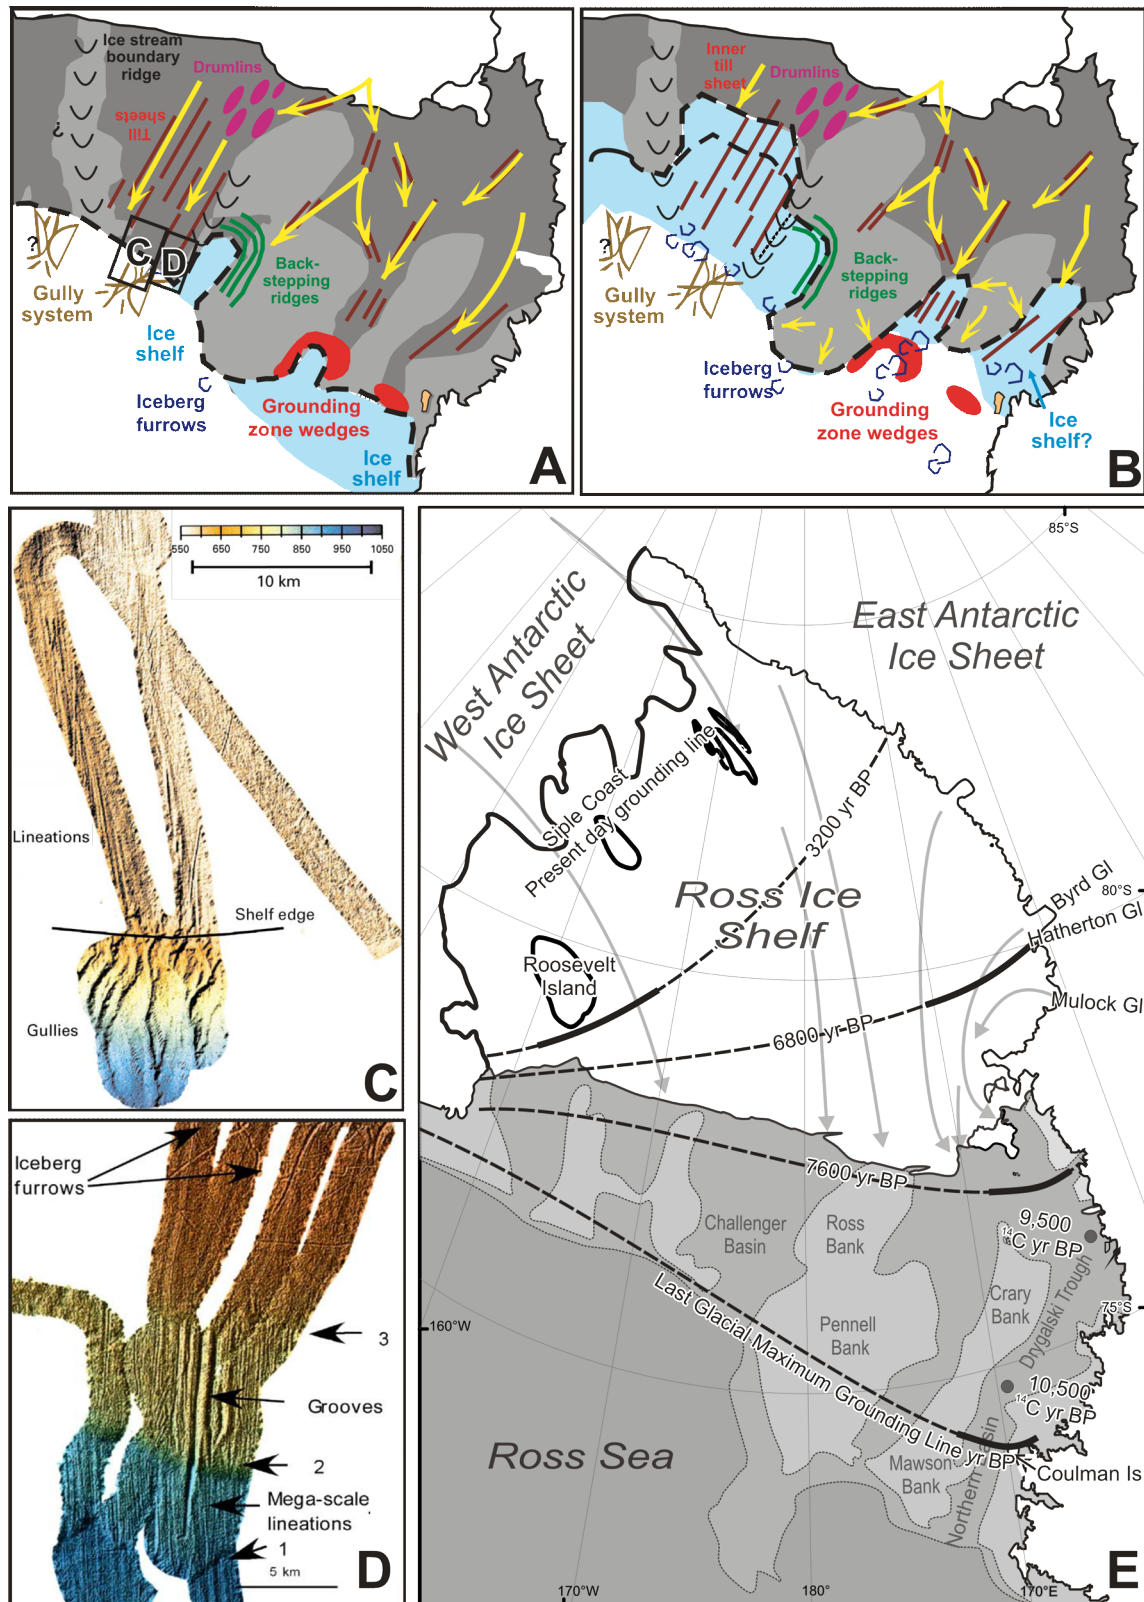 Ice stream
boundary
ridge
Drumlins
Till
sheets
?
?
C
D
Gully
system
Back-
stepping
ridges
Ice
shelf
Iceberg
furrows
Grounding
zone wedges
Ice
shelf
A
Inner
till
sheet
Drumlins
?
Gully
system
Back-
stepping
ridges
Iceberg
furrows
Grounding
zone wedges
Ice
shelf?
B
550 650 750 850 950 1050
10 km
Lineations
Shelf edge
Gullies
C
Iceberg
furrows
3
Grooves
2
Mega-scale
lineations
1
5 km
D
85°S
East Antarctic
Ice Sheet
West Antarctic
Ice Sheet
Siple Coast
Present day grounding line
3200 yr BP
Ross Ice
Shelf
Byrd Gl
80°S
Hatherton Gl
Roosevelt
Island
Mulock Gl
6800 yr BP
7600 yr BP
Challenger
Basin
Ross
Bank
9,500
14C yr BP
Crary
Bank
Drygalski Trough
75°S
160°W
Pennell
Bank
Last Glacial Maximum Grounding Line yr BP
10,500
14C yr BP
Ross Sea
Mawson
Bank
Northern Basin
Coulman Is
170°W
180°
170°E
E